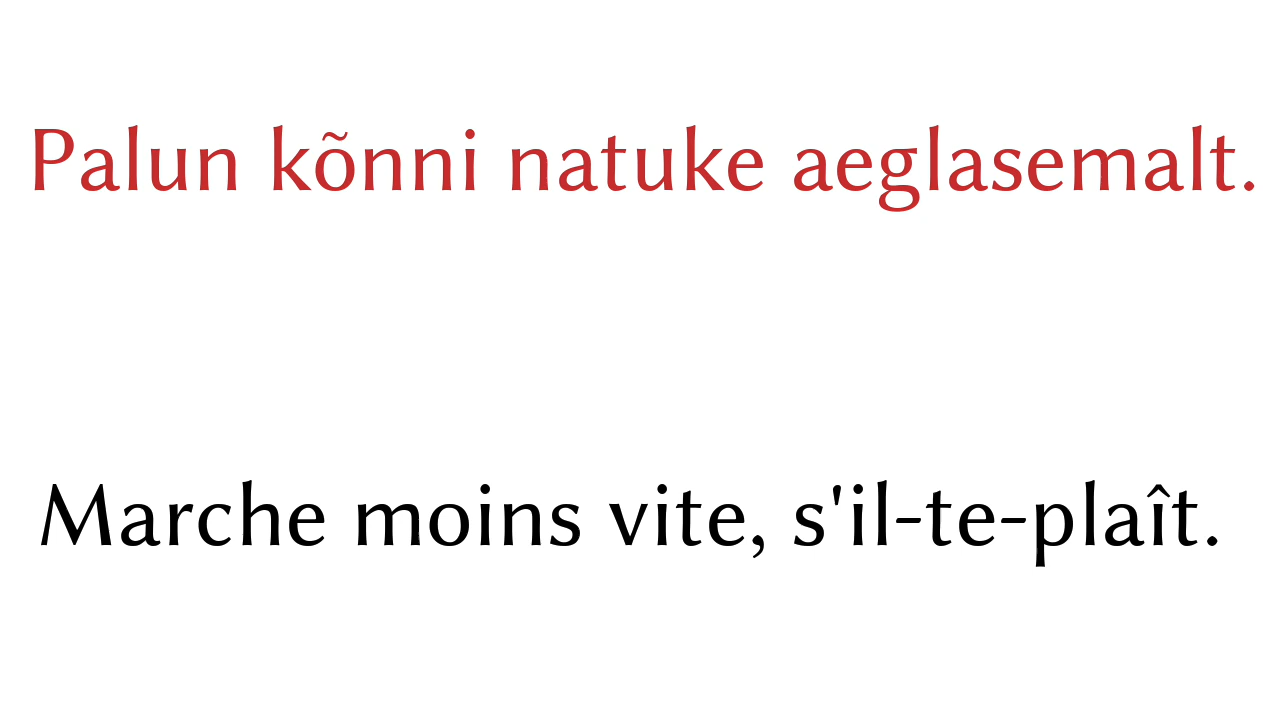 Palun kõnni natuke aeglasemalt.
Marche moins vite, s'il-te-plaît.